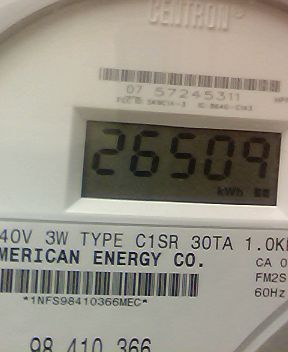 CENTRON®
07 57245311
26509
kWh
40V 3W TYPE C1SR 30TA 1.0K
MERICAN ENERGY CO.
CA 0
FM2S
60Hz
*1NFS98410366MEC*
98 410 366